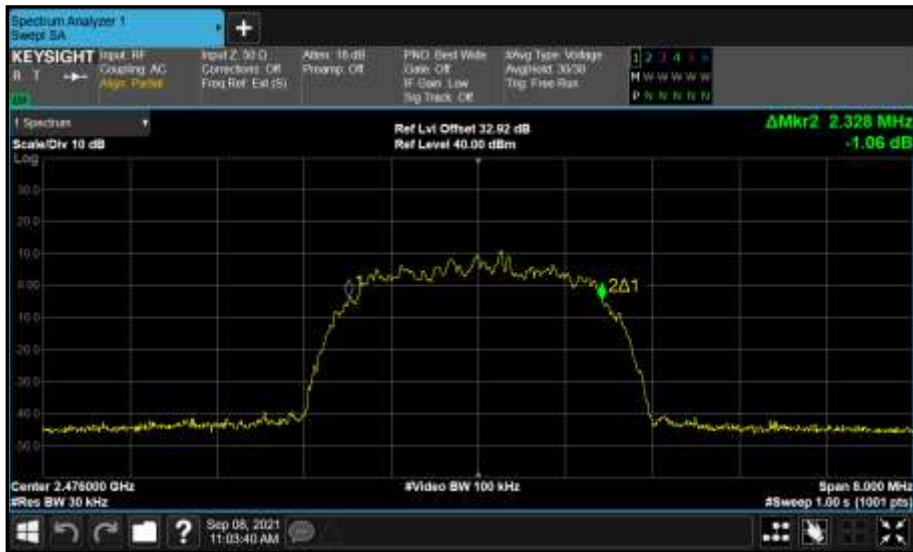 Spectrum Analyzer 1
Swept SA
+
KEYSIGHT
R T
Input: RF
Coupling: AC
Align: Partial
Input Z: 50 Ω
Corrections: Off
Freq Ref: Ext (S)
Atten: 18 dB
Preamp: Off
PNO: Best Wide
Gate: Off
IF Gain: Low
Sig Track: Off
#Avg Type: Voltage
Avg|Hold: 30/30
Trig: Free Run
1 2 3 4 5 6
M W W W W W
P N N N N N
1 Spectrum
Scale/Div 10 dB
Ref Lvl Offset 32.92 dB
Ref Level 40.00 dBm
ΔMkr2 2.328 MHz
-1.06 dB
Log
30.0
20.0
10.0
0.00
-10.0
-20.0
-30.0
-40.0
-50.0
2Δ1
Center 2.476000 GHz
#Res BW 30 kHz
#Video BW 100 kHz
Span 8.000 MHz
#Sweep 1.00 s (1001 pts)
?
Sep 08, 2021
11:03:40 AM